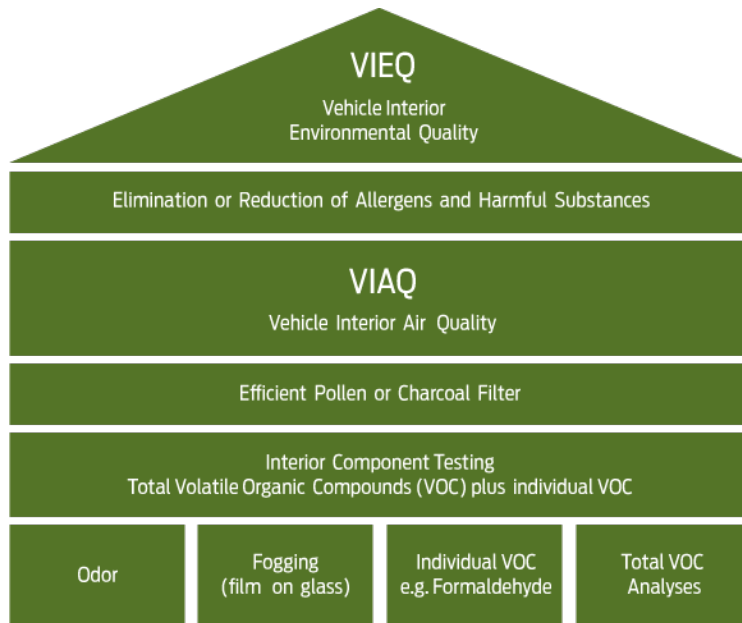 VIEQ
Vehicle Interior
Environmental Quality
Elimination or Reduction of Allergens and Harmful Substances
VIAQ
Vehicle Interior Air Quality
Efficient Pollen or Charcoal Filter
Interior Component Testing
Total Volatile Organic Compounds (VOC) plus individual VOC
Odor
Fogging
(film on glass)
Individual VOC
e.g. Formaldehyde
Total VOC
Analyses